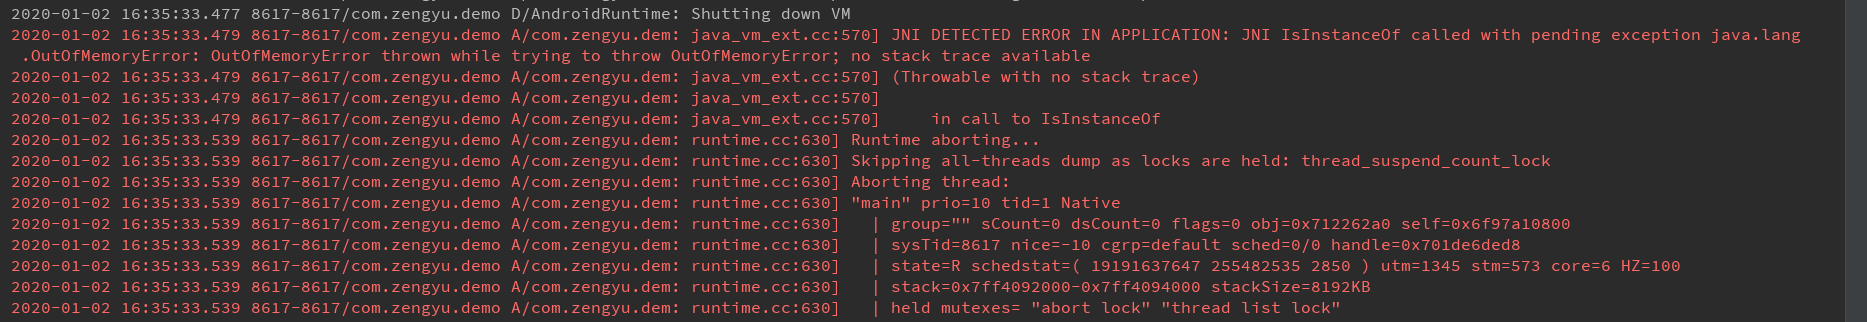 2020-01-02 16:35:33.477 8617-8617/com.zengyu.demo D/AndroidRuntime: Shutting down VM
2020-01-02 16:35:33.479 8617-8617/com.zengyu.demo A/com.zengyu.dem: java_vm_ext.cc:570] JNI DETECTED ERROR IN APPLICATION: JNI IsInstanceOf called with pending exception java.lang
.OutOfMemoryError: OutOfMemoryError thrown while trying to throw OutOfMemoryError; no stack trace available
2020-01-02 16:35:33.479 8617-8617/com.zengyu.demo A/com.zengyu.dem: java_vm_ext.cc:570] (Throwable with no stack trace)
2020-01-02 16:35:33.479 8617-8617/com.zengyu.demo A/com.zengyu.dem: java_vm_ext.cc:570]
2020-01-02 16:35:33.479 8617-8617/com.zengyu.demo A/com.zengyu.dem: java_vm_ext.cc:570]     in call to IsInstanceOf
2020-01-02 16:35:33.539 8617-8617/com.zengyu.demo A/com.zengyu.dem: runtime.cc:630] Runtime aborting...
2020-01-02 16:35:33.539 8617-8617/com.zengyu.demo A/com.zengyu.dem: runtime.cc:630] Skipping all-threads dump as locks are held: thread_suspend_count_lock
2020-01-02 16:35:33.539 8617-8617/com.zengyu.demo A/com.zengyu.dem: runtime.cc:630] Aborting thread:
2020-01-02 16:35:33.539 8617-8617/com.zengyu.demo A/com.zengyu.dem: runtime.cc:630] "main" prio=10 tid=1 Native
2020-01-02 16:35:33.539 8617-8617/com.zengyu.demo A/com.zengyu.dem: runtime.cc:630]   | group="" sCount=0 dsCount=0 flags=0 obj=0x712262a0 self=0x6f97a10800
2020-01-02 16:35:33.539 8617-8617/com.zengyu.demo A/com.zengyu.dem: runtime.cc:630]   | sysTid=8617 nice=-10 cgrp=default sched=0/0 handle=0x701de6ded8
2020-01-02 16:35:33.539 8617-8617/com.zengyu.demo A/com.zengyu.dem: runtime.cc:630]   | state=R schedstat=( 19191637647 255482535 2850 ) utm=1345 stm=573 core=6 HZ=100
2020-01-02 16:35:33.539 8617-8617/com.zengyu.demo A/com.zengyu.dem: runtime.cc:630]   | stack=0x7ff4092000-0x7ff4094000 stackSize=8192KB
2020-01-02 16:35:33.539 8617-8617/com.zengyu.demo A/com.zengyu.dem: runtime.cc:630]   | held mutexes= "abort lock" "thread list lock"